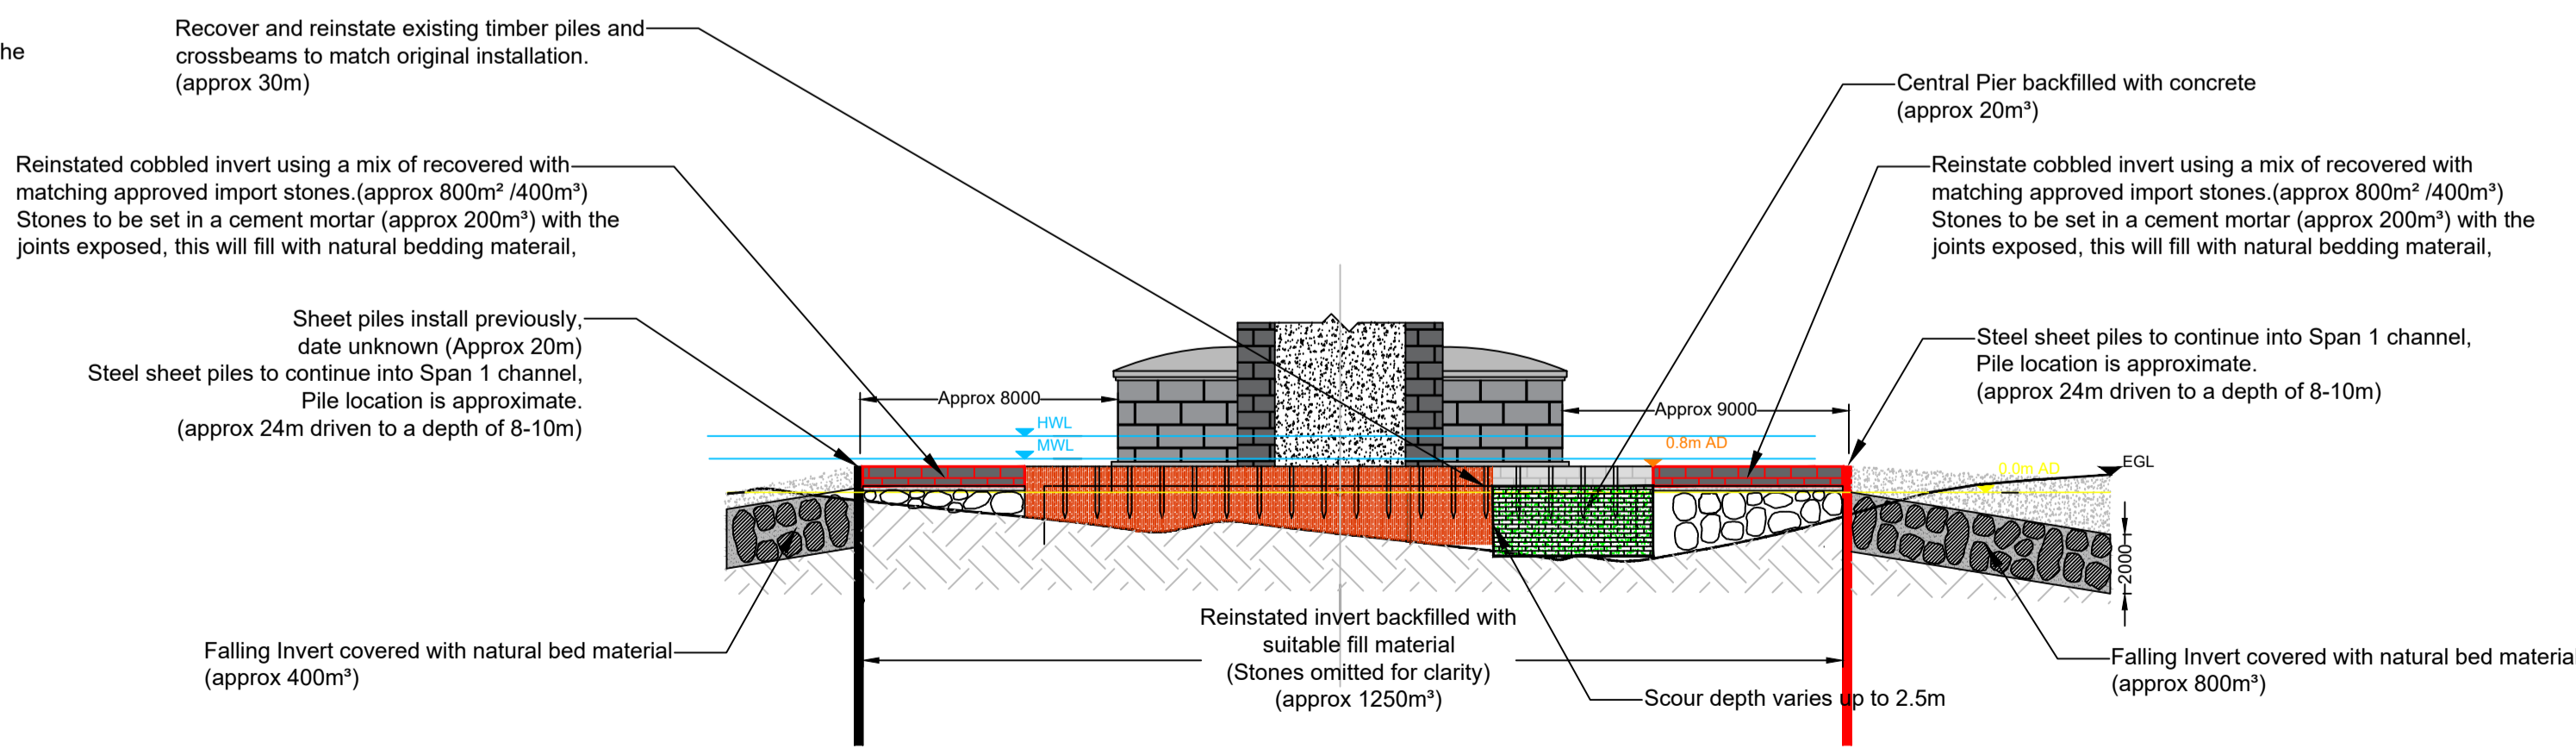 he
Recover and reinstate existing timber piles and
crossbeams to match original installation.
(approx 30m)
Central Pier backfilled with concrete
(approx 20m³)
Reinstated cobbled invert using a mix of recovered with
matching approved import stones.(approx 800m² /400m³)
Stones to be set in a cement mortar (approx 200m³) with the
joints exposed, this will fill with natural bedding materail,
Reinstate cobbled invert using a mix of recovered with
matching approved import stones.(approx 800m² /400m³)
Stones to be set in a cement mortar (approx 200m³) with the
joints exposed, this will fill with natural bedding materail,
Sheet piles install previously,
date unknown (Approx 20m)
Steel sheet piles to continue into Span 1 channel,
Pile location is approximate.
(approx 24m driven to a depth of 8-10m)
Steel sheet piles to continue into Span 1 channel,
Pile location is approximate.
(approx 24m driven to a depth of 8-10m)
Approx 8000
Approx 9000
HWL
MWL
0.8m AD
0.0m AD
EGL
2000
Falling Invert covered with natural bed material
(approx 400m³)
Reinstated invert backfilled with
suitable fill material
(Stones omitted for clarity)
(approx 1250m³)
Scour depth varies up to 2.5m
Falling Invert covered with natural bed material
(approx 800m³)